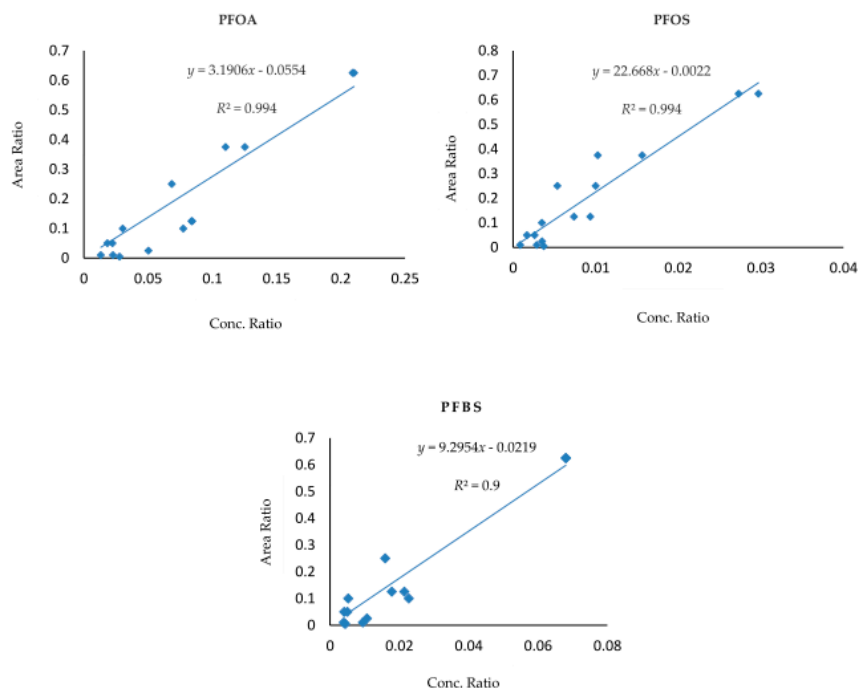 PFOA
0.7
0.6
0.5
0.4
0.3
0.2
0.1
0
y = 3.1906x - 0.0554
R² = 0.994
Area Ratio
0 0.05 0.1 0.15 0.2 0.25
Conc. Ratio
PFOS
0.8
0.7
0.6
0.5
0.4
0.3
0.2
0.1
0
y = 22.668x - 0.0022
R² = 0.994
Area Ratio
0 0.01 0.02 0.03 0.04
Conc. Ratio
PFBS
0.7
0.6
0.5
0.4
0.3
0.2
0.1
0
y = 9.2954x - 0.0219
R² = 0.9
Area Ratio
0 0.02 0.04 0.06 0.08
Conc. Ratio